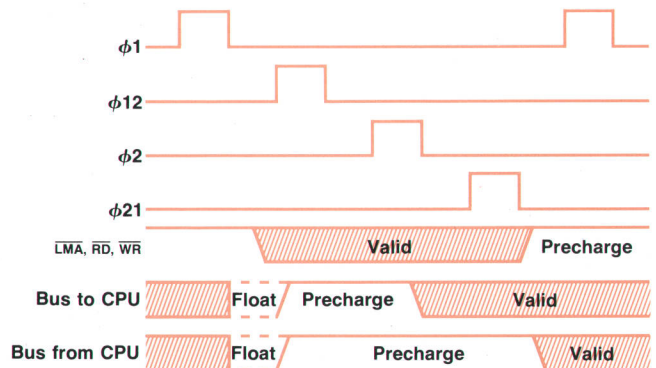 ϕ1
ϕ12
ϕ2
ϕ21
LMA, RD, WR Valid Precharge
Bus to CPU Float Precharge Valid
Bus from CPU Float Precharge Valid